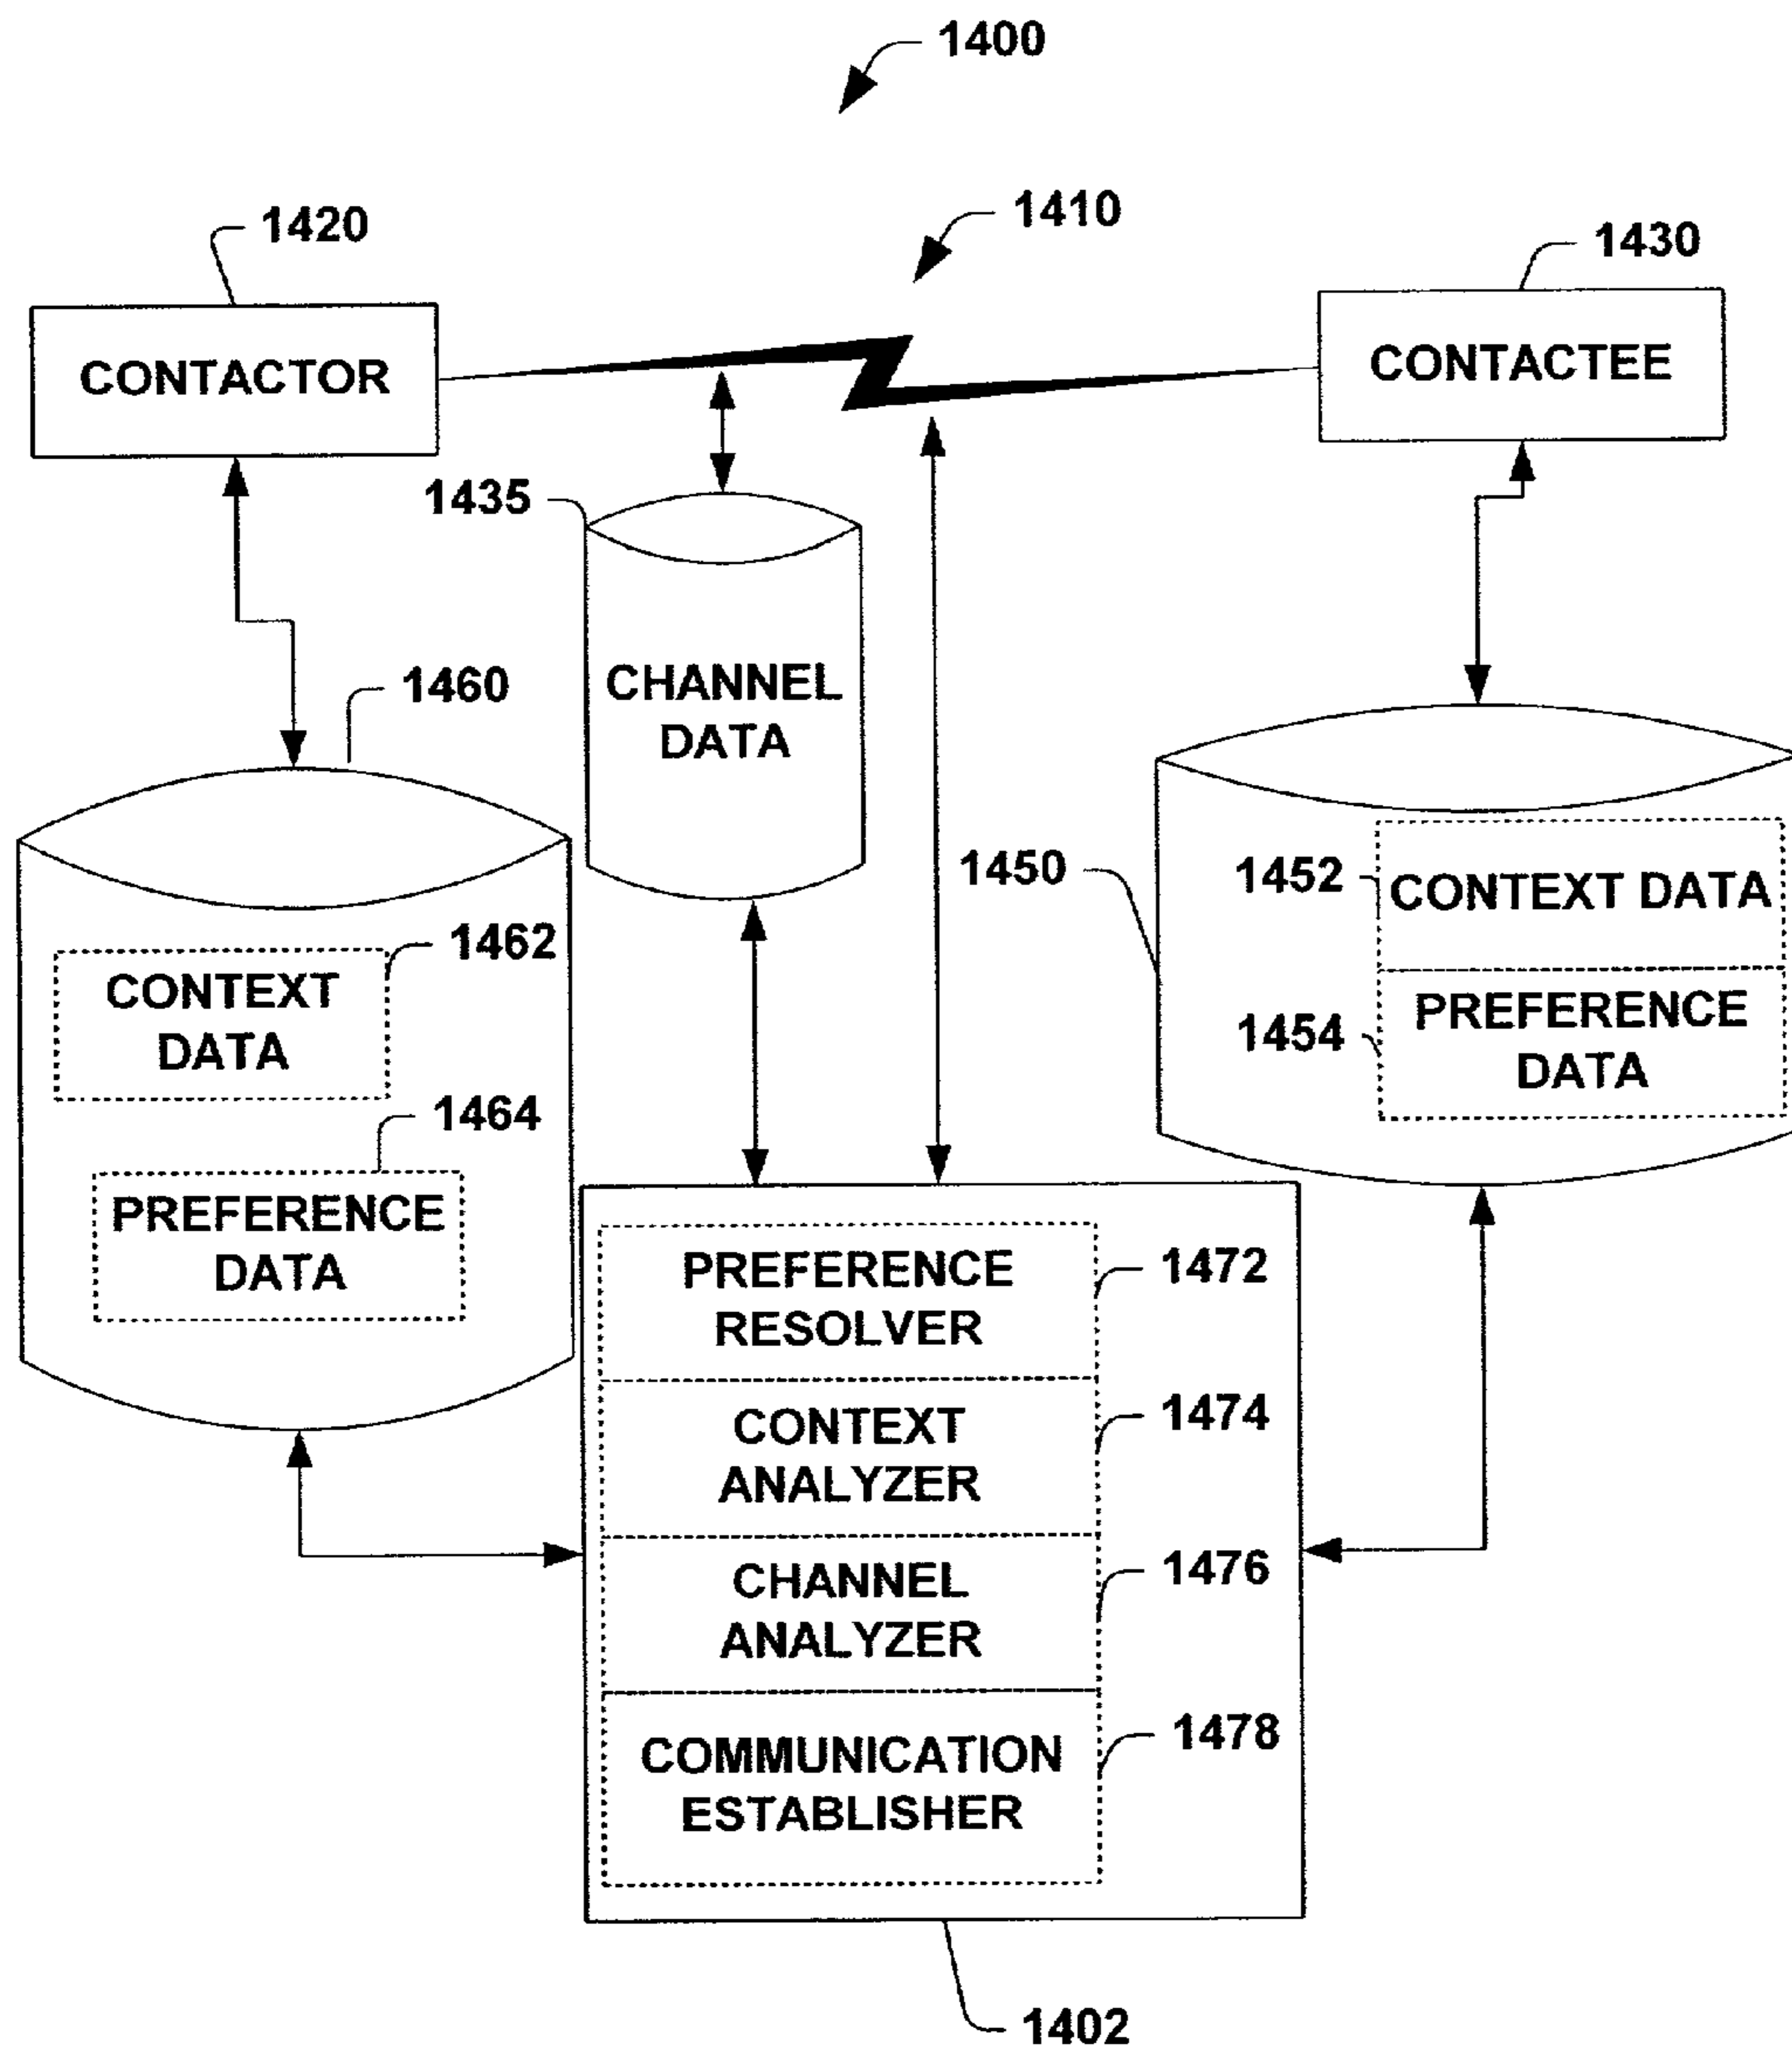 1400
1410
1420
1430
CONTACTOR
CONTACTEE
1435
CHANNEL
DATA
1460
1450
1452
CONTEXT DATA
1462
CONTEXT
DATA
1454
PREFERENCE
DATA
1464
PREFERENCE
DATA
PREFERENCE
RESOLVER
1472
CONTEXT
ANALYZER
1474
CHANNEL
ANALYZER
1476
COMMUNICATION
ESTABLISHER
1478
1402